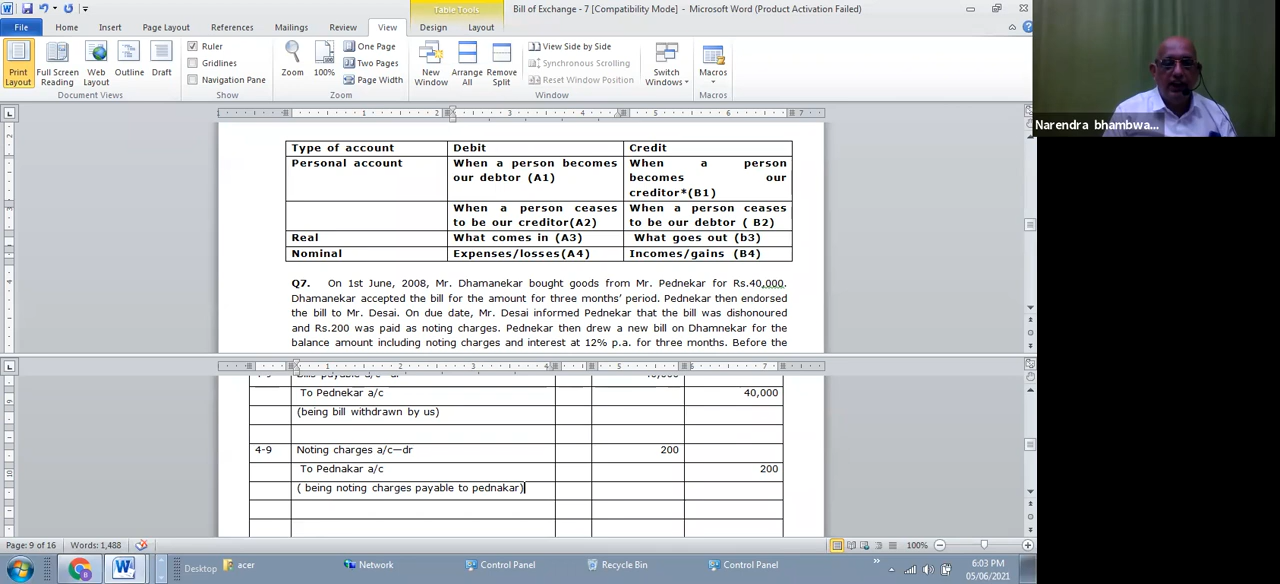 Table Tools
Bill of Exchange - 7 [Compatibility Mode] - Microsoft Word (Product Activation Failed)
File Home Insert Page Layout References Mailings Review View Design Layout
Print Layout Full Screen Reading Web Layout Outline Draft
Document Views
Ruler
Gridlines
Navigation Pane
Show
Zoom 100%
One Page
Two Pages
Page Width
Zoom
New Window Arrange All Remove Split
View Side by Side
Synchronous Scrolling
Reset Window Position
Window
Switch Windows
Macros
Macros
Narendra bhambwa...
Type of account Debit Credit
Personal account When a person becomes our debtor (A1) When a person becomes our creditor*(B1)
When a person ceases to be our creditor(A2) When a person ceases to be our debtor ( B2)
Real What comes in (A3) What goes out (b3)
Nominal Expenses/losses(A4) Incomes/gains (B4)
Q7. On 1st June, 2008, Mr. Dhamanekar bought goods from Mr. Pednekar for Rs.40,000.
Dhamanekar accepted the bill for the amount for three months' period. Pednekar then endorsed
the bill to Mr. Desai. On due date, Mr. Desai informed Pednekar that the bill was dishonoured
and Rs.200 was paid as noting charges. Pednekar then drew a new bill on Dhamnekar for the
balance amount including noting charges and interest at 12% p.a. for three months. Before the
To Pednekar a/c 40,000
(being bill withdrawn by us)
4-9 Noting charges a/c—dr 200
To Pednakar a/c 200
( being noting charges payable to pednakar)
Page: 9 of 16 Words: 1,488 100%
Desktop acer Network Control Panel Recycle Bin Control Panel
6:03 PM
05/06/2021